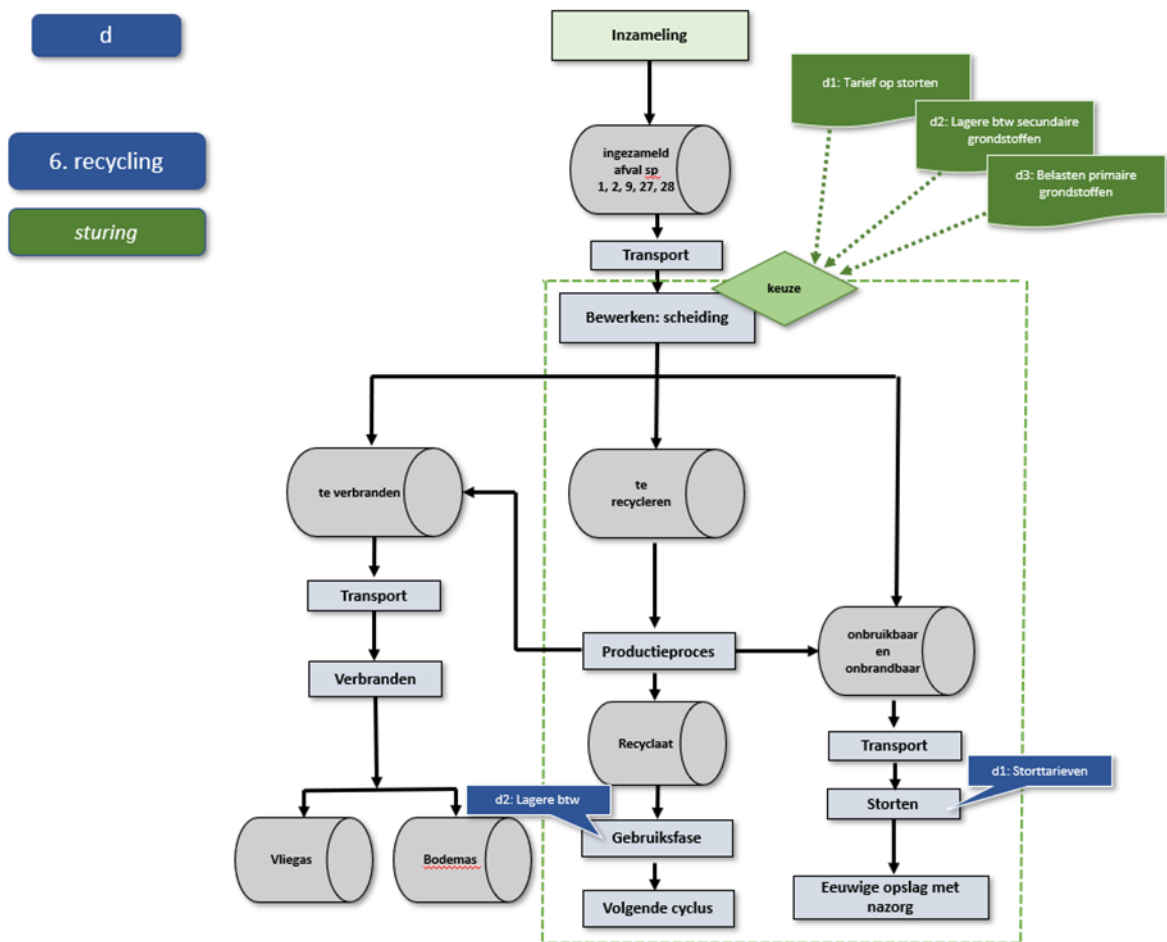 d
Inzameling
d1: Tarief op storten
d2: Lagere btw secundaire
grondstoffen
d3: Belasten primaire
grondstoffen
6. recycling
sturing
ingezameld
afval sp
1, 2, 9, 27, 28
Transport
keuze
Bewerken: scheiding
te verbranden
te
recycleren
Transport
Verbranden
Productieproces
onbruikbaar
en
onbrandbaar
Recyclaat
Transport
d1: Storttarieven
d2: Lagere btw
Storten
Gebruiksfase
Vliegas
Bodemas
Volgende cyclus
Eeuwige opslag met
nazorg